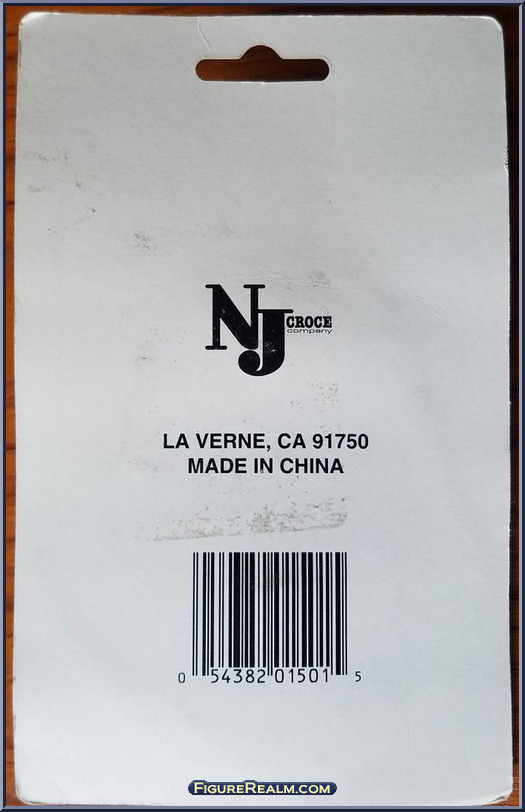 NJ CROCE
company
LA VERNE, CA 91750
MADE IN CHINA
0 54382 01501 5
FIGUREREALM.COM